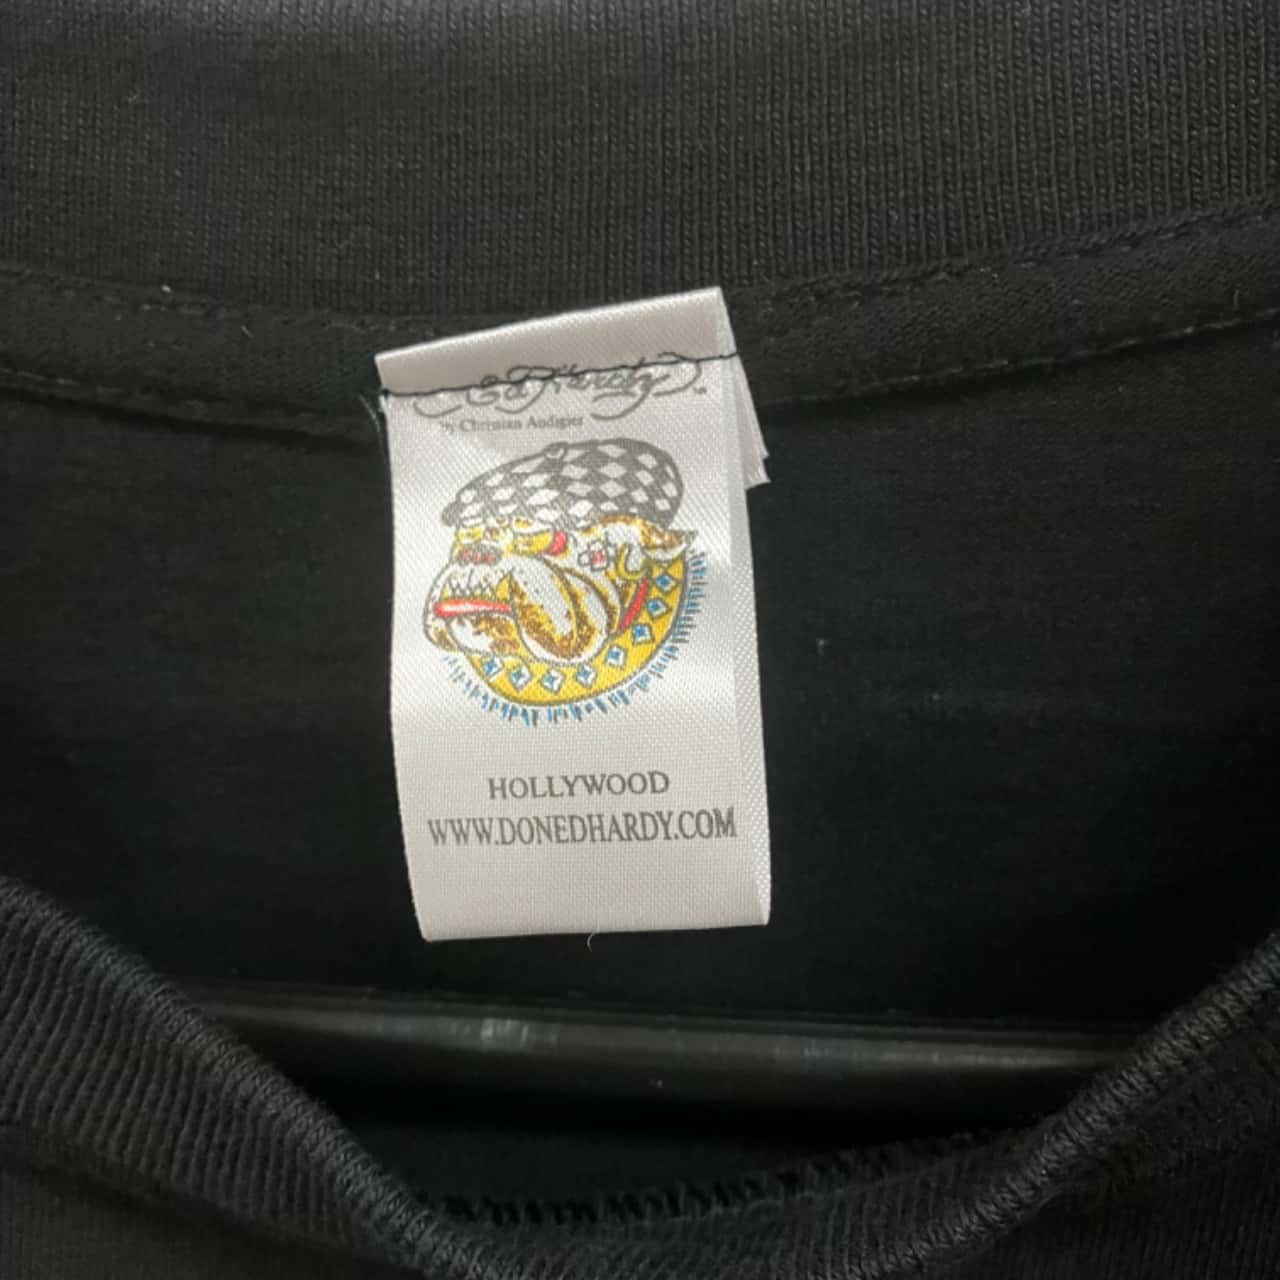 Ed Hardy
by Christian Audigier
HOLLYWOOD
WWW.DONEDHARDY.COM